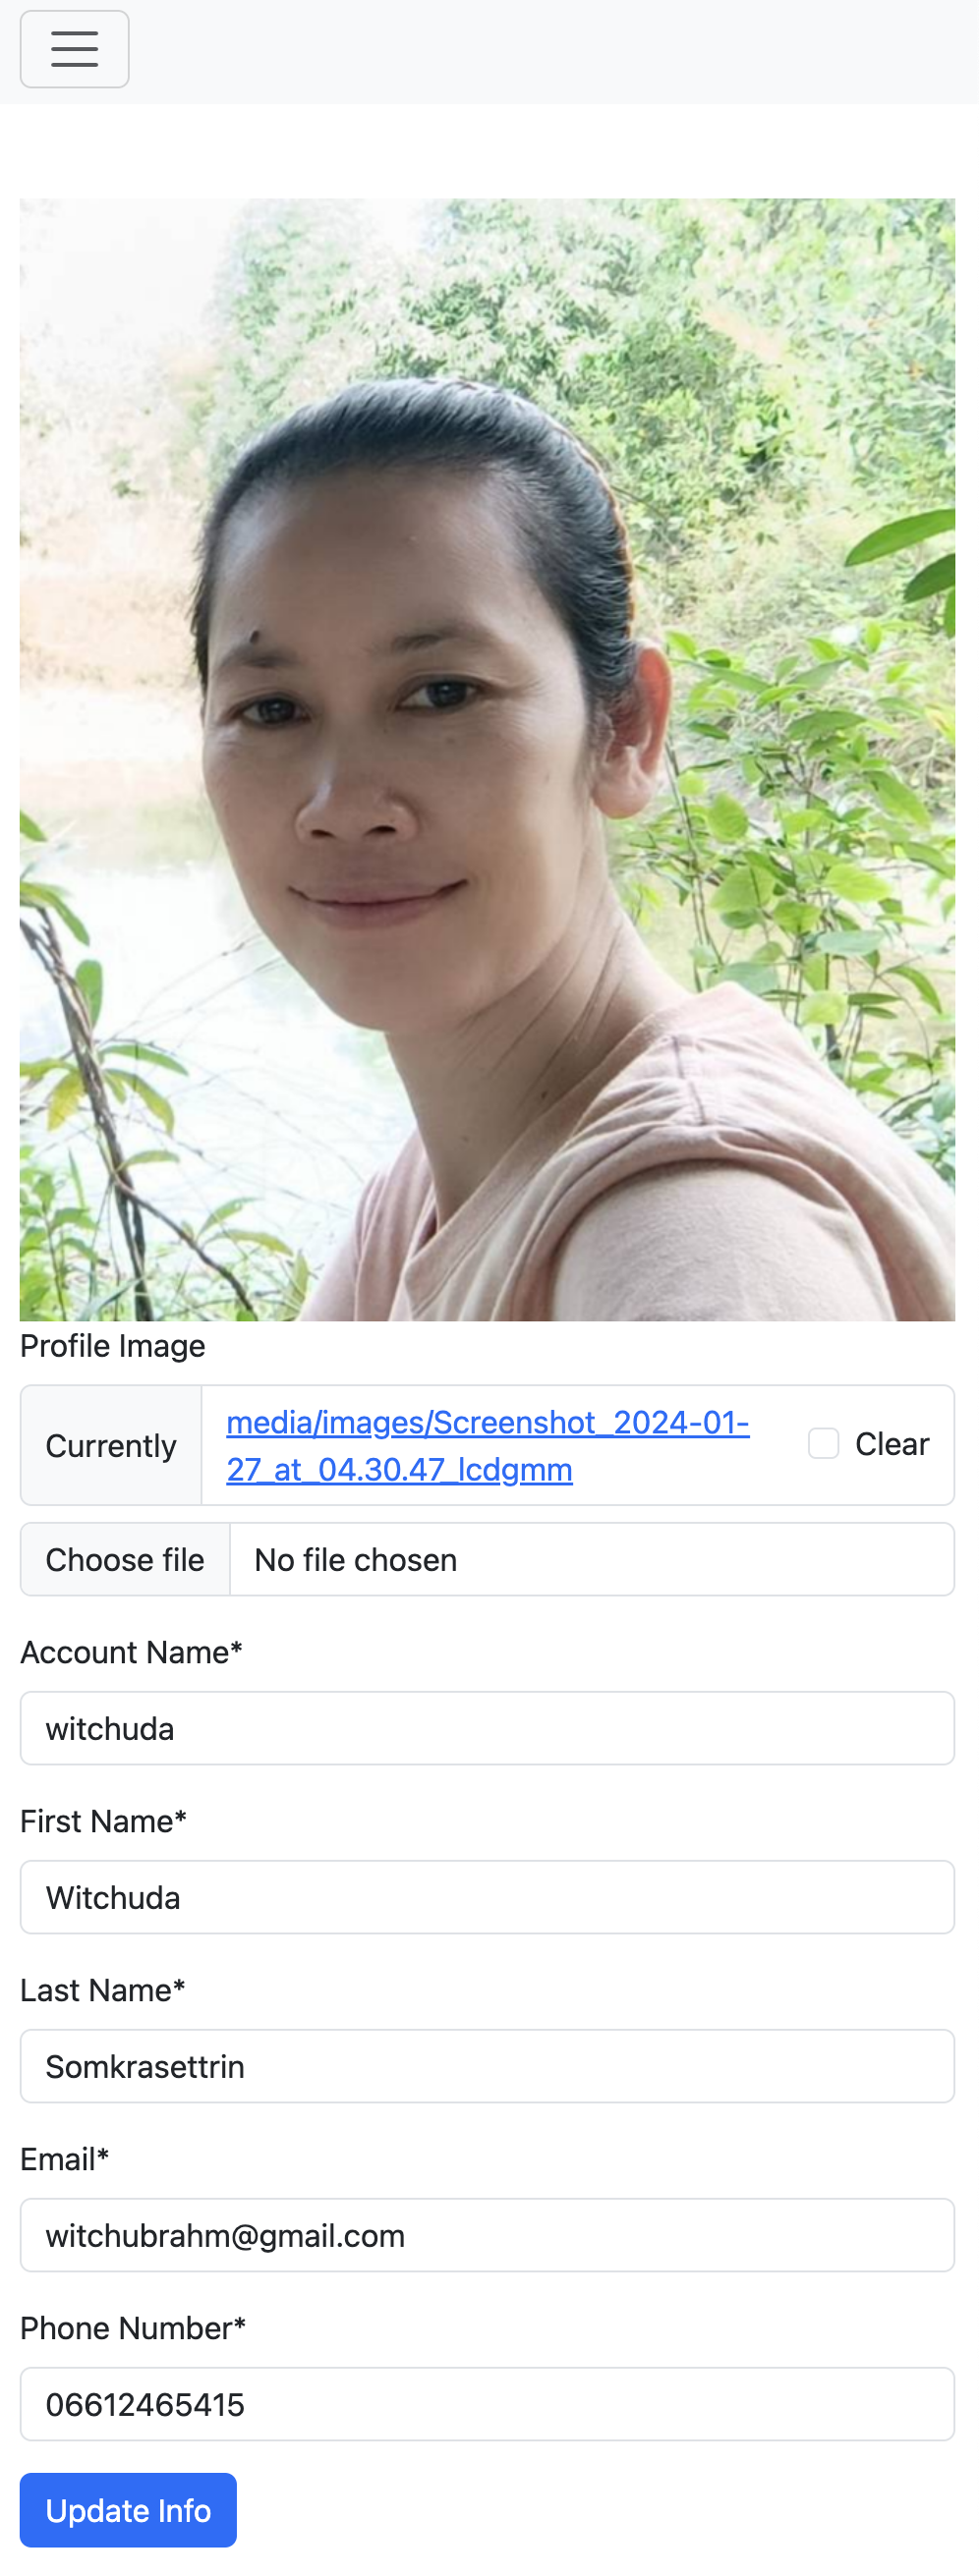 Profile Image
Currently
media/images/Screenshot_2024-01-
27_at_04.30.47_lcdgmm
Clear
Choose file No file chosen
Account Name*
witchuda
First Name*
Witchuda
Last Name*
Somkrasettrin
Email*
witchubrahm@gmail.com
Phone Number*
06612465415
Update Info